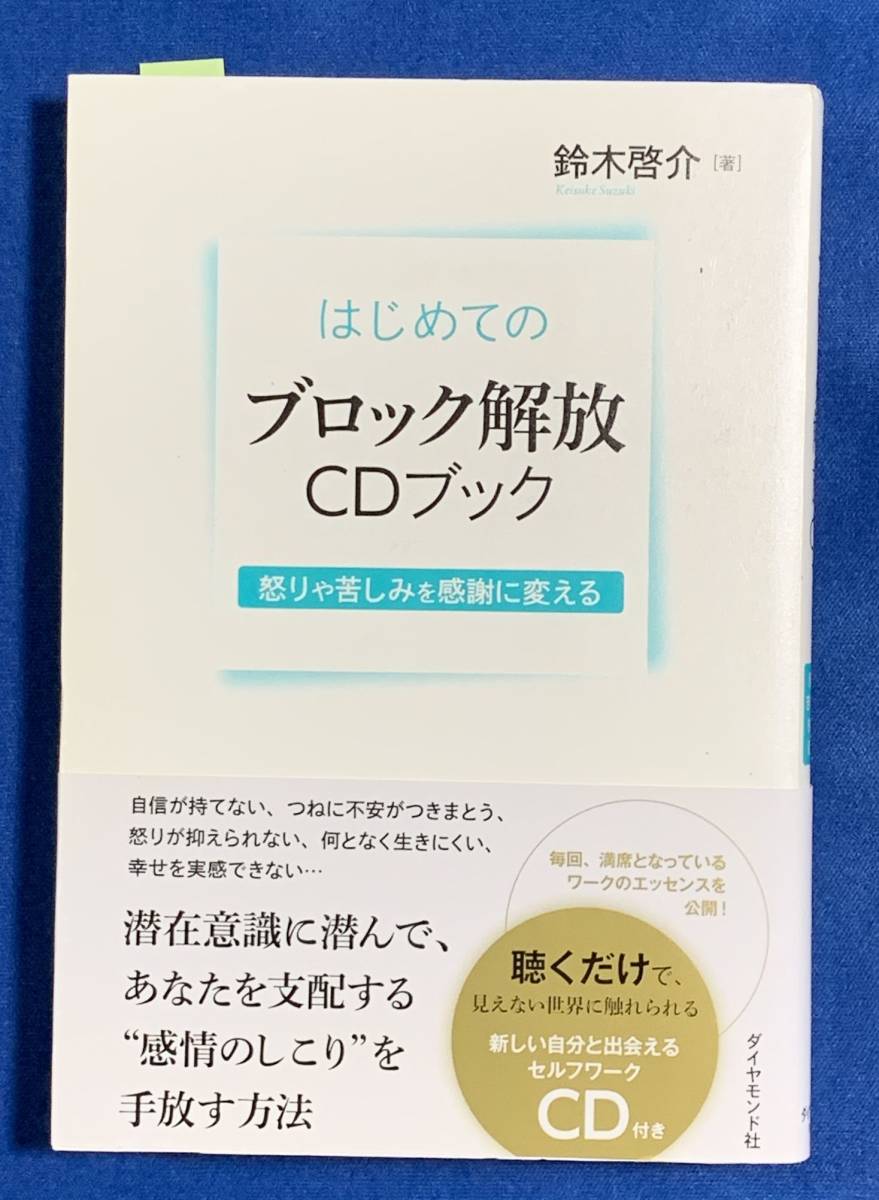 鈴木啓介 [著]
Keisuke Suzuki
はじめての
ブロック解放
CDブック
怒りや苦しみを感謝に変える
自信が持てない、つねに不安がつきまとう、
怒りが抑えられない、何となく生きにくい、
幸せを実感できない…
潜在意識に潜んで、
あなたを支配する
“感情のしこり”を
手放す方法
毎回、満席となっている
ワークのエッセンスを
公開!
聴くだけで、
見えない世界に触れられる
新しい自分と出会える
セルフワーク
CD付き
ダイヤモンド社